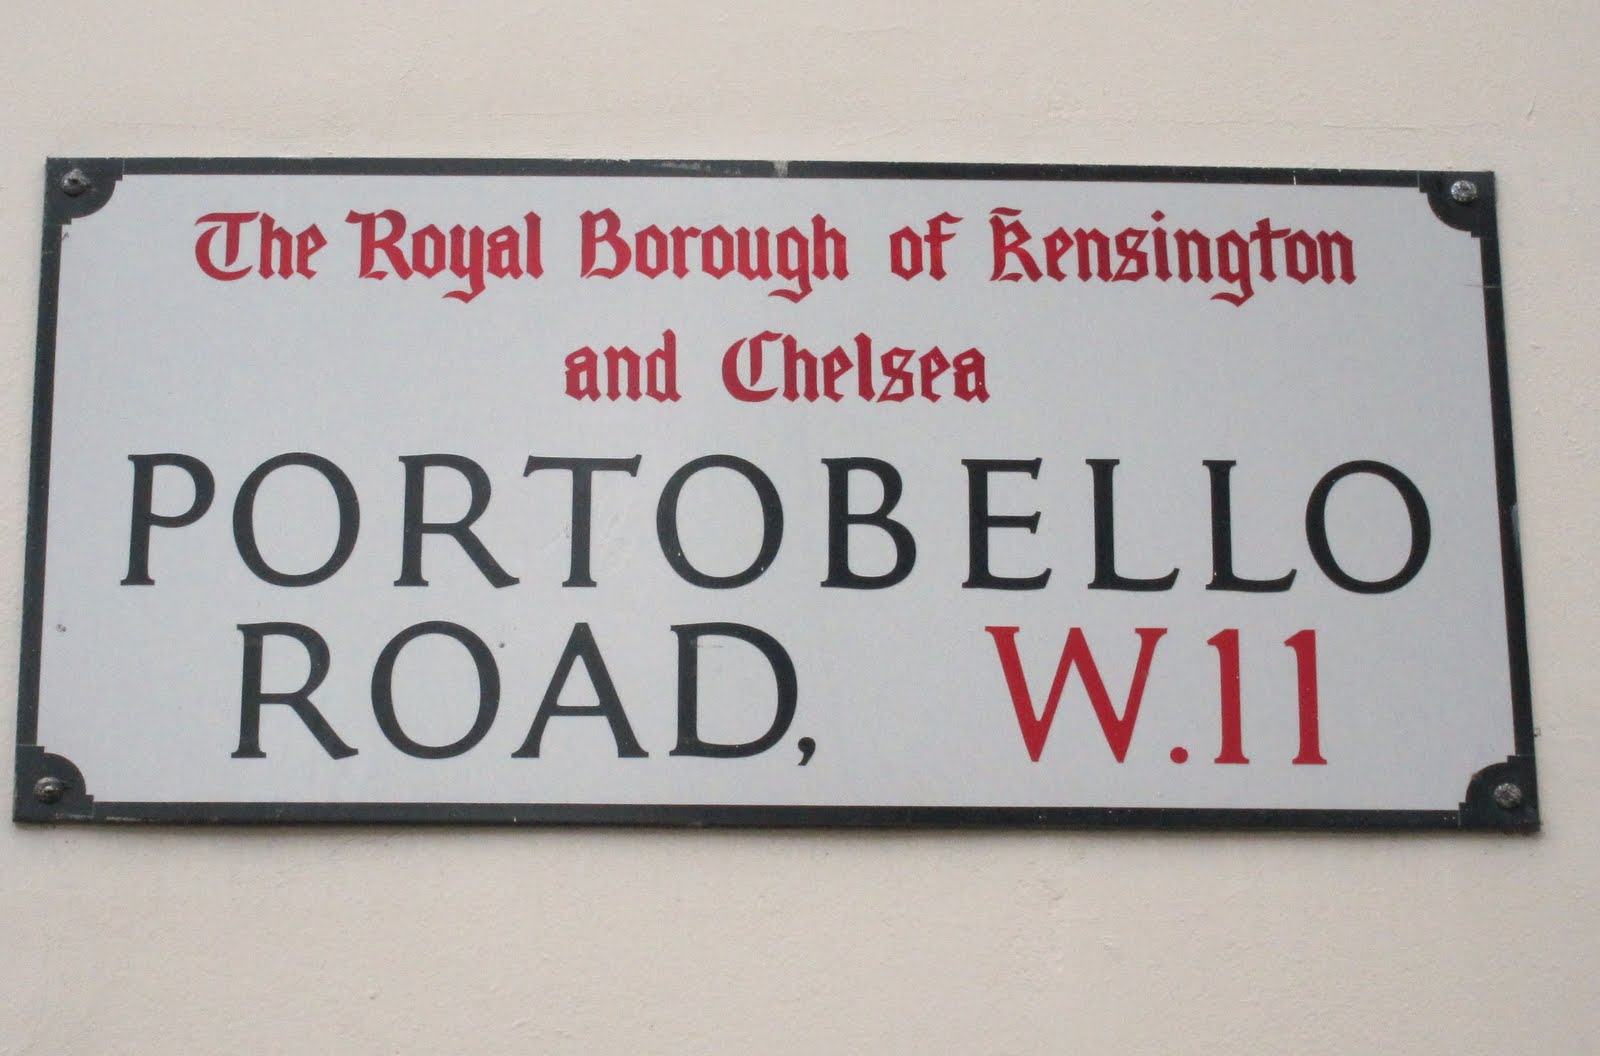 The Royal Borough of Kensington
and Chelsea
PORTOBELLO
ROAD, W.11